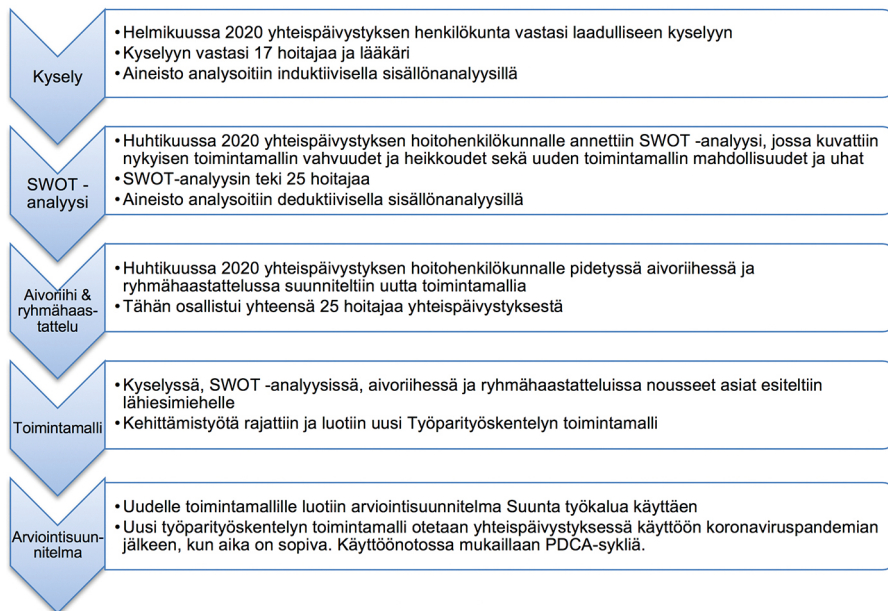 Kysely
•Helmikuussa 2020 yhteispäivystyksen henkilökunta vastasi laadulliseen kyselyyn
•Kyselyyn vastasi 17 hoitajaa ja lääkäri
•Aineisto analysoitiin induktiivisella sisällönanalyysillä
SWOT -
analyysi
•Huhtikuussa 2020 yhteispäivystyksen hoitohenkilökunnalle annettiin SWOT -analyysi, jossa kuvattiin
nykyisen toimintamallin vahvuudet ja heikkoudet sekä uuden toimintamallin mahdollisuudet ja uhat
•SWOT-analyysin teki 25 hoitajaa
•Aineisto analysoitiin deduktiivisella sisällönanalyysillä
Aivoriihi &
ryhmähaas-
tattelu
•Huhtikuussa 2020 yhteispäivystyksen hoitohenkilökunnalle pidetyssä aivoriihessä ja
ryhmähaastattelussa suunniteltiin uutta toimintamallia
•Tähän osallistui yhteensä 25 hoitajaa yhteispäivystyksestä
Toimintamalli
•Kyselyssä, SWOT -analyysissä, aivoriihessä ja ryhmähaastatteluissa nousseet asiat esiteltiin
lähiesimiehelle
•Kehittämistyötä rajattiin ja luotiin uusi Työparityöskentelyn toimintamalli
Arviointisuun-
nitelma
•Uudelle toimintamallille luotiin arviointisuunnitelma Suunta työkalua käyttäen
•Uusi työparityöskentelyn toimintamalli otetaan yhteispäivystyksessä käyttöön koronaviruspandemian
jälkeen, kun aika on sopiva. Käyttöönotossa mukaillaan PDCA-sykliä.